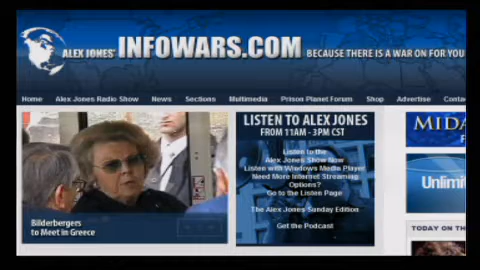 ALEX JONES' INFOWARS.COM BECAUSE THERE IS A WAR ON FOR YOU
Home Alex Jones Radio Show News Sections Multimedia Prison Planet Forum Shop Advertise Conta
LISTEN TO ALEX JONES
FROM 11AM - 3PM CST
Listen to the
Alex Jones Show Now
Listen with Windows Media Player
Need More Internet Streaming
Options?
Go to the Listen Page
The Alex Jones Sunday Edition
Get the Podcast
Bilderbergers
to Meet in Greece
MIDA
F
Unlimit
TODAY ON TH